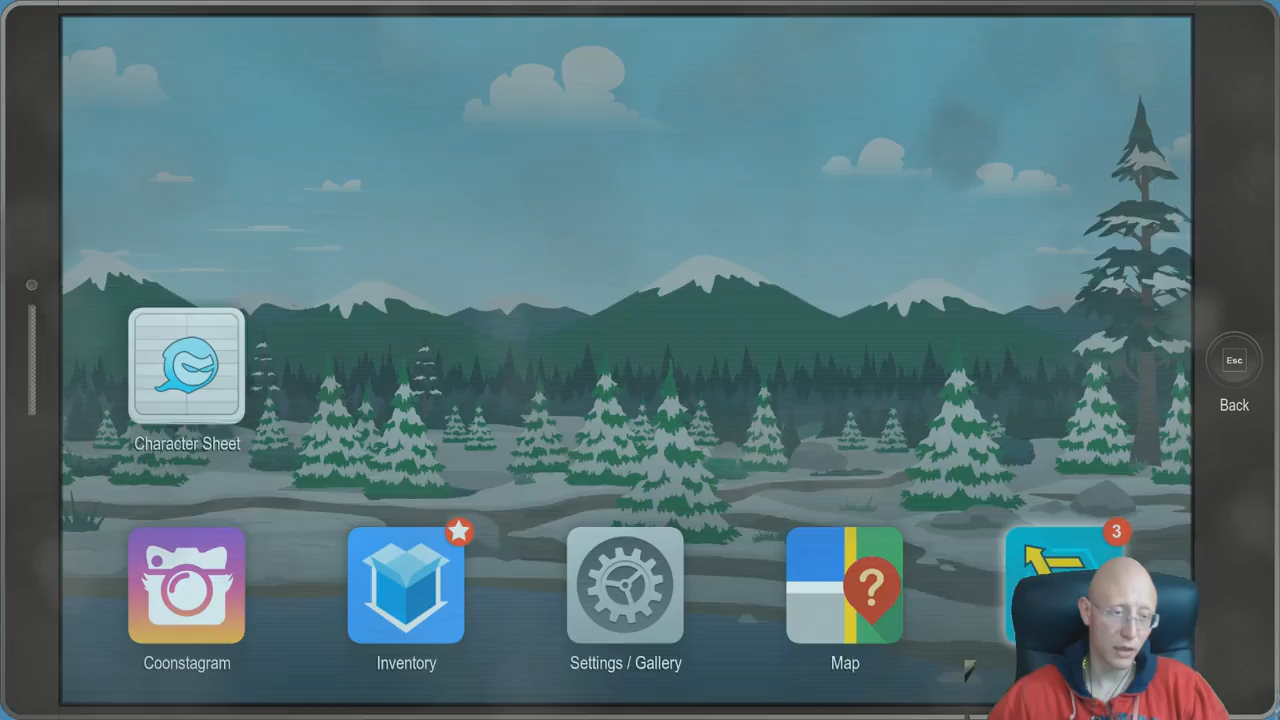 Esc
Back
Character Sheet
3
?
Coonstagram
Inventory
Settings / Gallery
Map